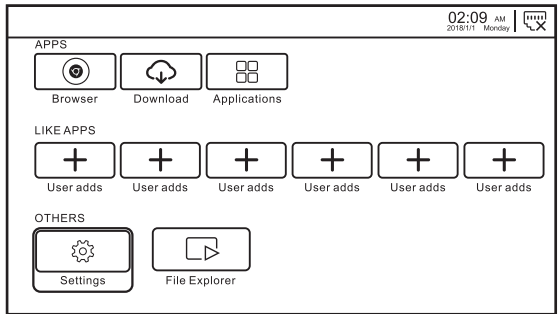 02:09 AM
2018/1/1 Monday
APPS
Browser Download Applications
LIKE APPS
User adds User adds User adds User adds User adds User adds
OTHERS
Settings File Explorer